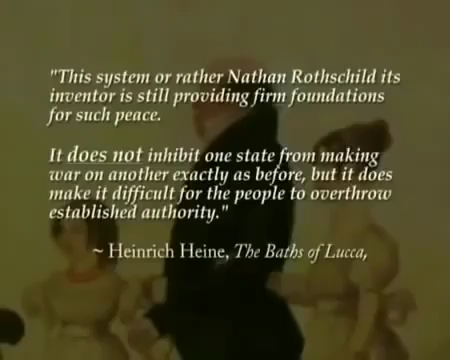 "This system or rather Nathan Rothschild its
inventor is still providing firm foundations
for such peace.
It does not inhibit one state from making
war on another exactly as before, but it does
make it difficult for the people to overthrow
established authority."
~ Heinrich Heine, The Baths of Lucca,